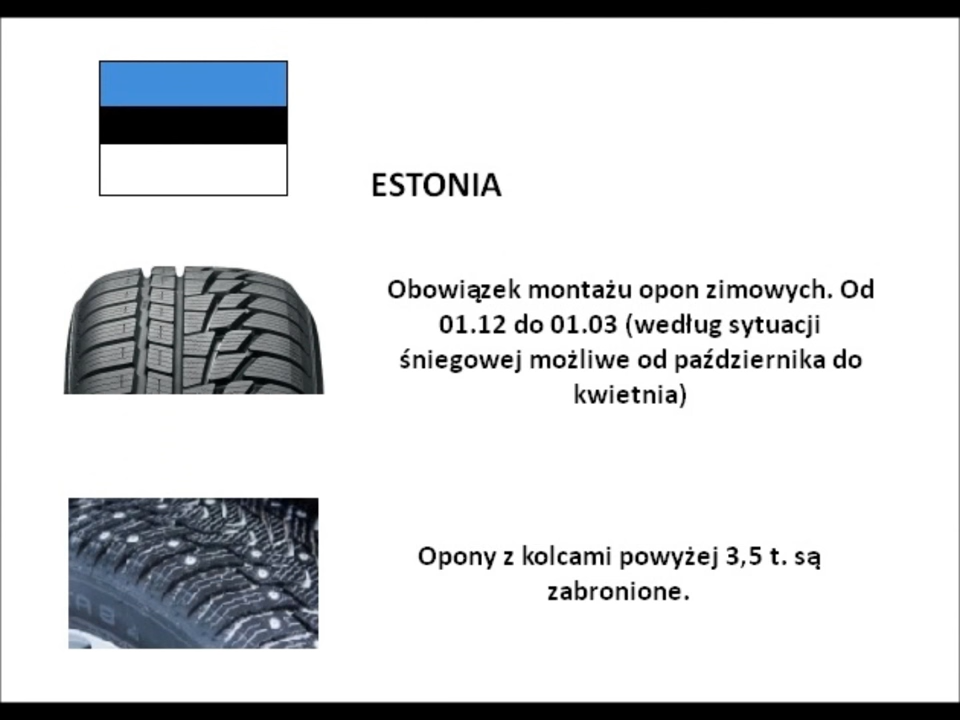 ESTONIA
Obowiązek montażu opon zimowych. Od
01.12 do 01.03 (według sytuacji
śniegowej możliwe od października do
kwietnia)
Opony z kolcami powyżej 3,5 t. są
zabronione.